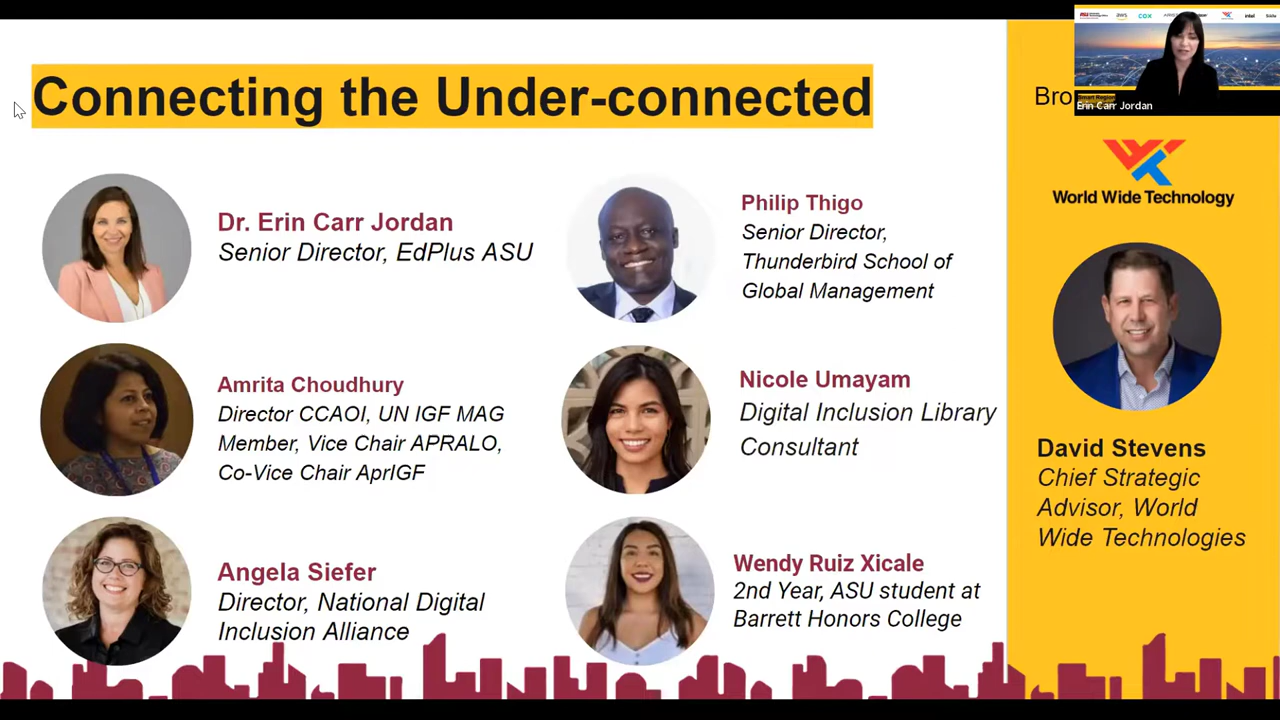 Connecting the Under-connected
Dr. Erin Carr Jordan
Senior Director, EdPlus ASU
Amrita Choudhury
Director CCAOI, UN IGF MAG
Member, Vice Chair APRALO,
Co-Vice Chair AprIGF
Angela Siefer
Director, National Digital
Inclusion Alliance
Philip Thigo
Senior Director,
Thunderbird School of
Global Management
Nicole Umayam
Digital Inclusion Library
Consultant
Wendy Ruiz Xicale
2nd Year, ASU student at
Barrett Honors College
aws
COX
intel
Erin Carr Jordan
World Wide Technology
David Stevens
Chief Strategic
Advisor, World
Wide Technologies